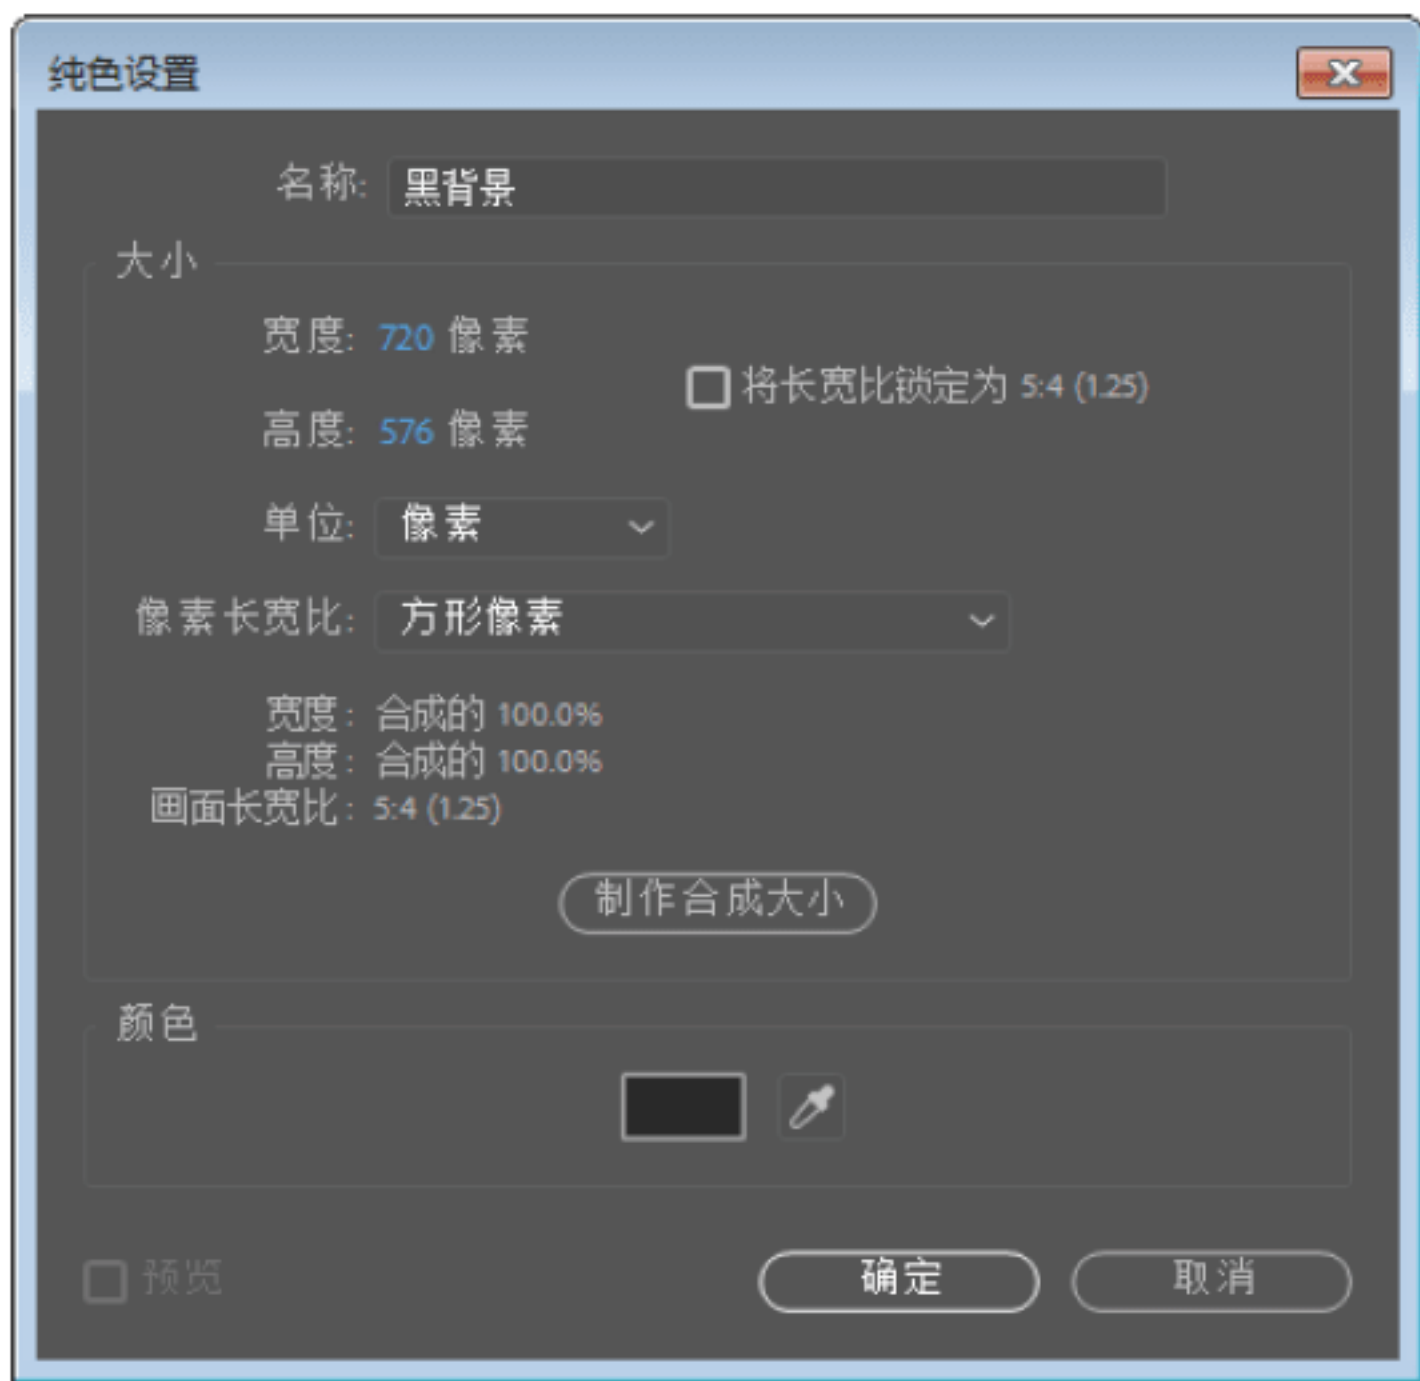 纯色设置
名称: 黑背景
大小
宽度: 720 像素
将长宽比锁定为 5:4 (1.25)
高度: 576 像素
单位: 像素
像素长宽比: 方形像素
宽度: 合成的 100.0%
高度: 合成的 100.0%
画面长宽比: 5:4 (1.25)
制作合成大小
颜色
预览
确定
取消